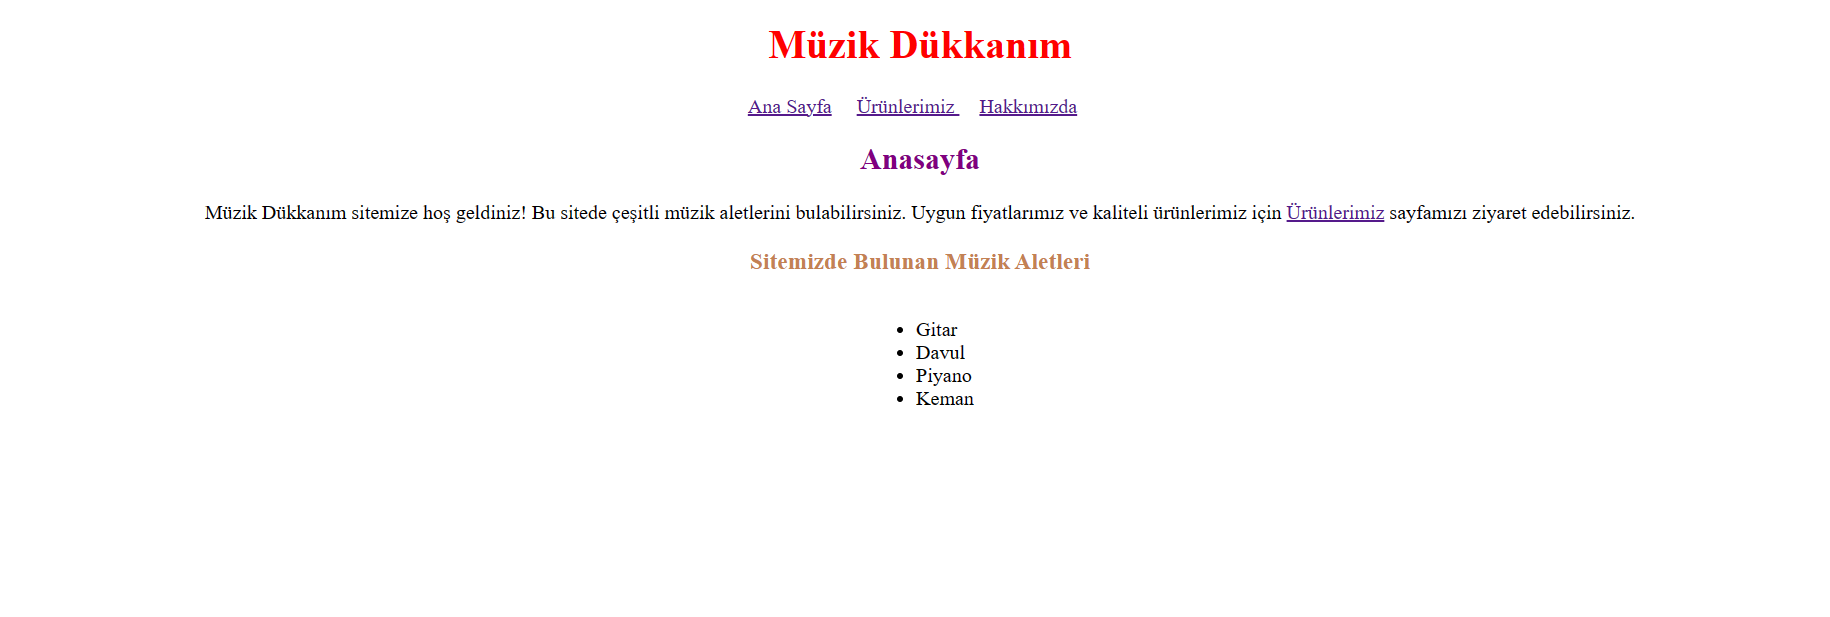 Müzik Dükkanım
Ana Sayfa Ürünlerimiz Hakkımızda
Anasayfa
Müzik Dükkanım sitemize hoş geldiniz! Bu sitede çeşitli müzik aletlerini bulabilirsiniz. Uygun fiyatlarımız ve kaliteli ürünlerimiz için Ürünlerimiz sayfamızı ziyaret edebilirsiniz.
Sitemizde Bulunan Müzik Aletleri
• Gitar
• Davul
• Piyano
• Keman